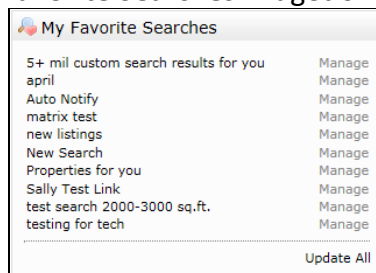 My Favorite Searches
5+ mil custom search results for you Manage
april Manage
Auto Notify Manage
matrix test Manage
new listings Manage
New Search Manage
Properties for you Manage
Sally Test Link Manage
test search 2000-3000 sq.ft. Manage
testing for tech Manage
Update All